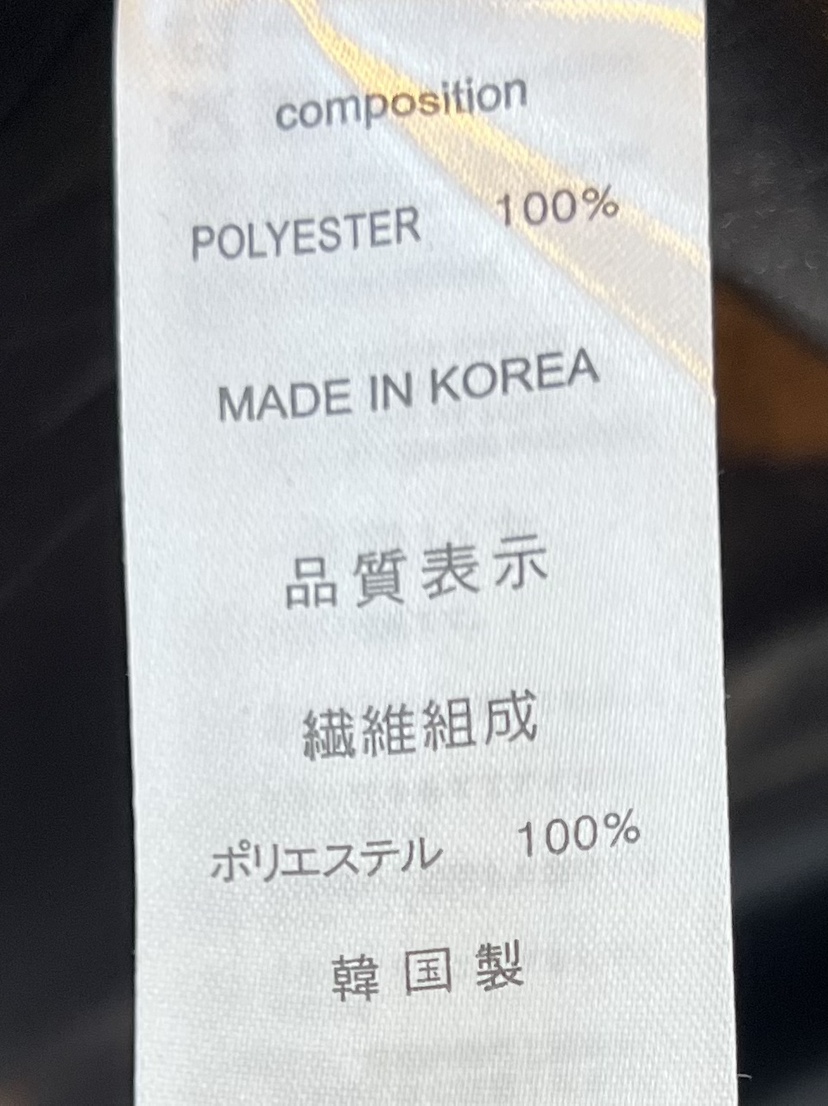 composition
POLYESTER 100%
MADE IN KOREA
品質表示
繊維組成
ポリエステル 100%
韓国製